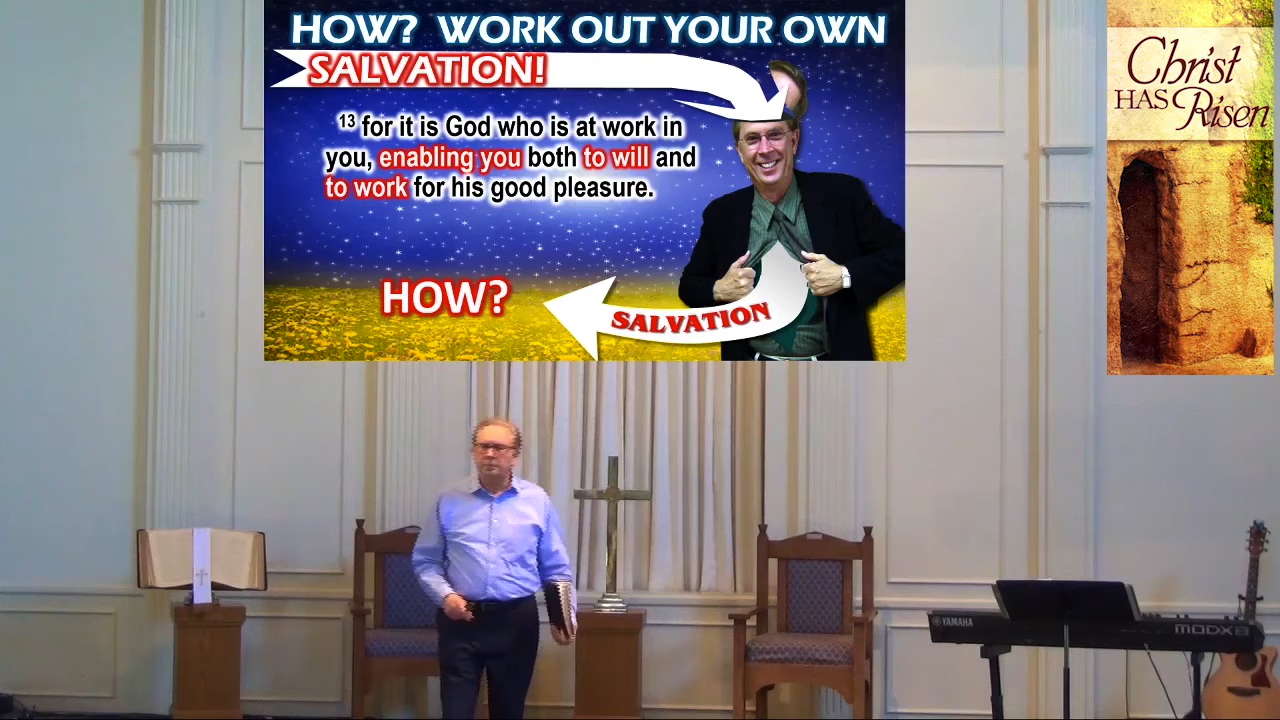 HOW? WORK OUT YOUR OWN
SALVATION!
13 for it is God who is at work in
you, enabling you both to will and
to work for his good pleasure.
HOW?
SALVATION
Christ
HAS Risen
YAMAHA
MODX8